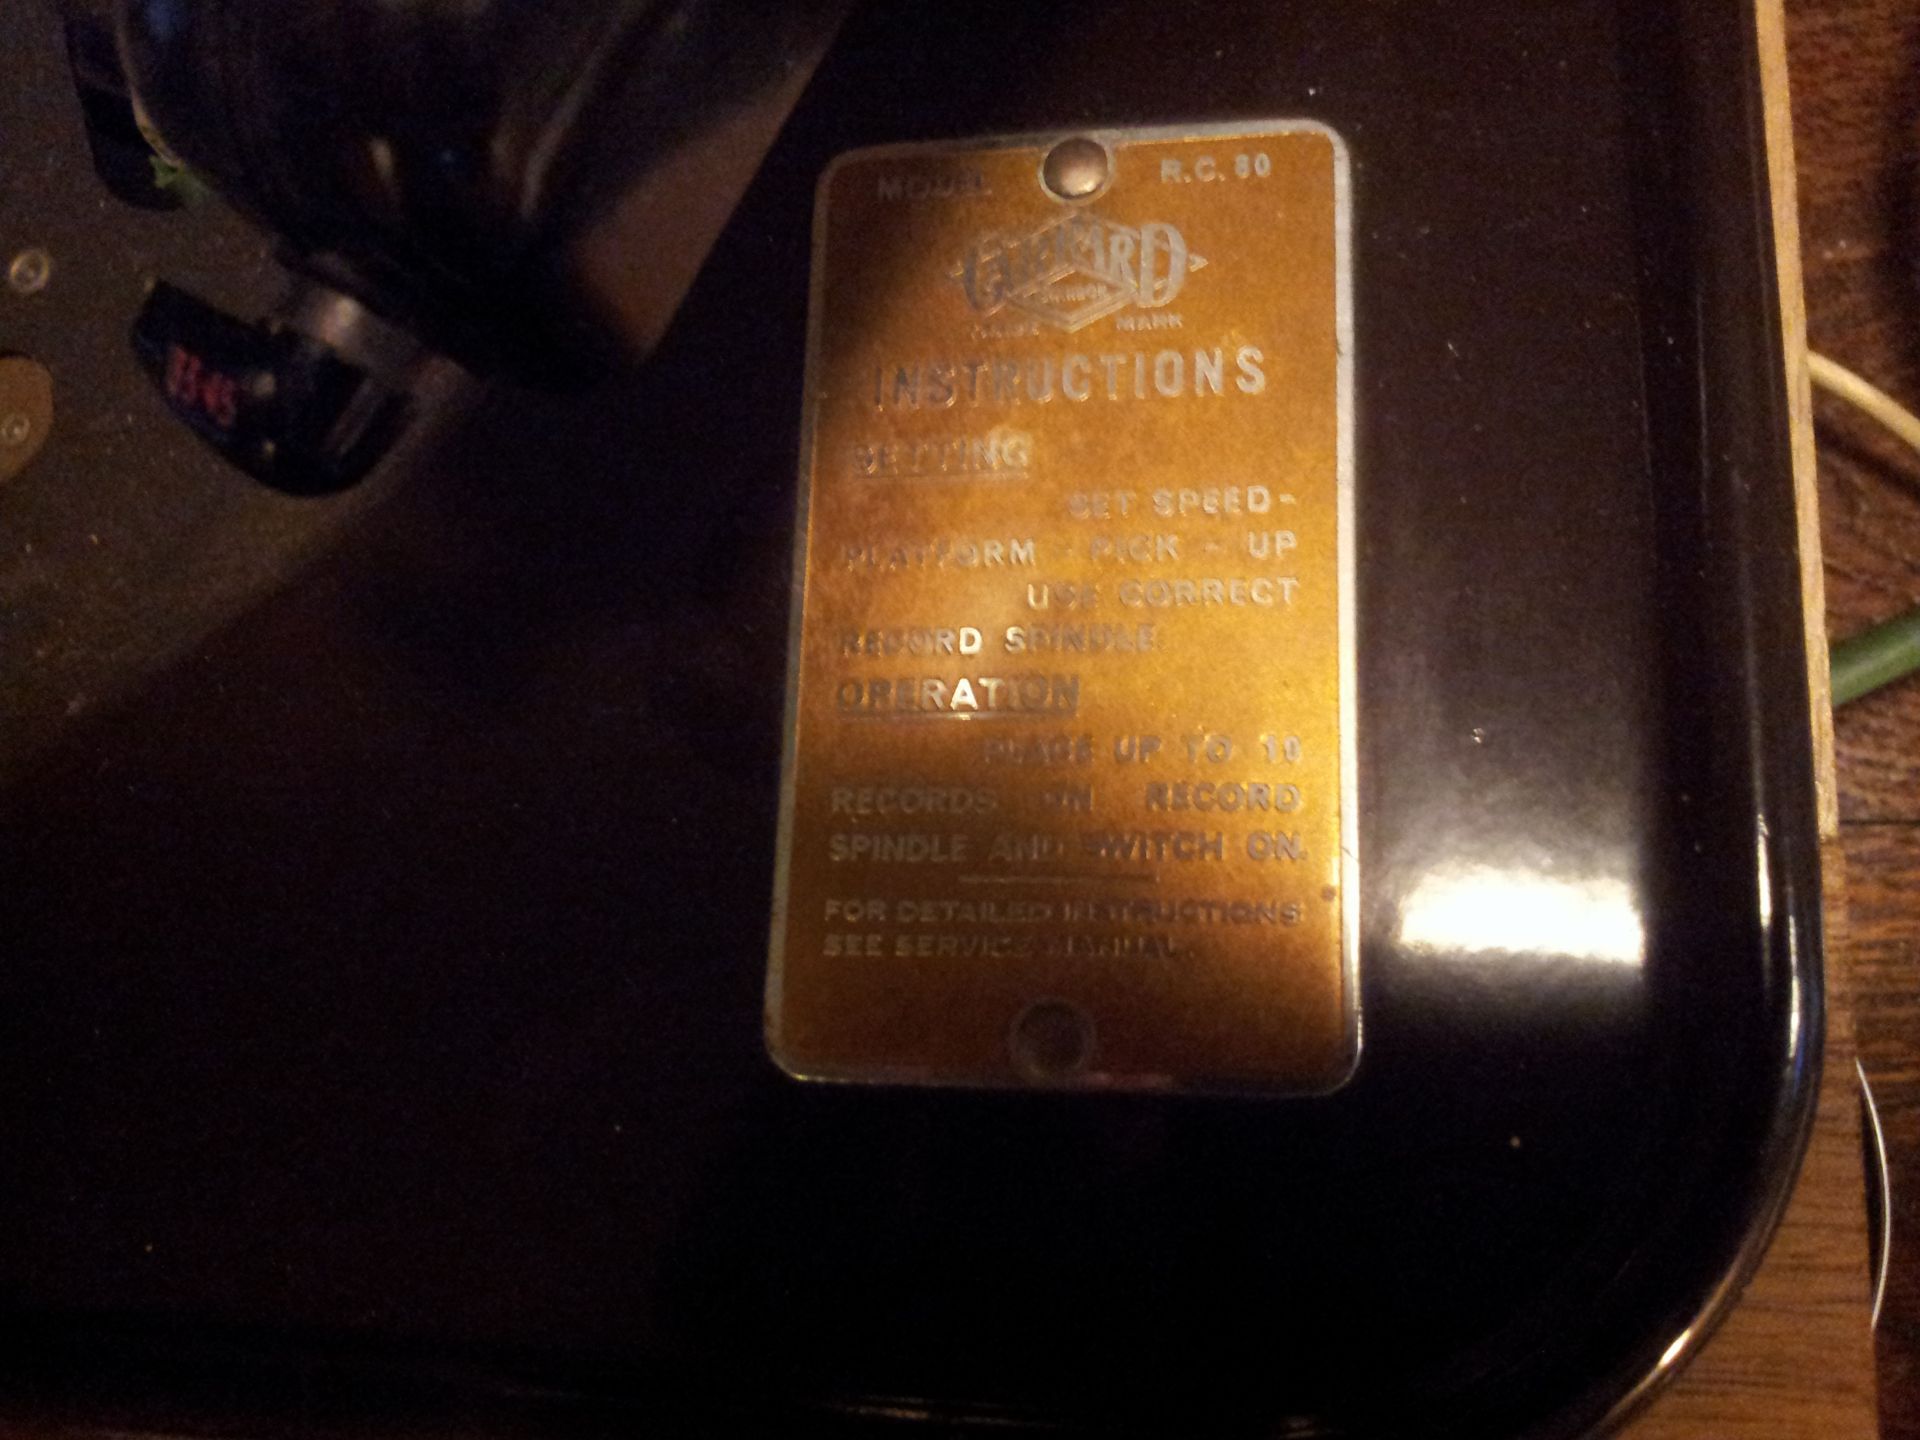 MODEL R.C. 80
GARRARD
TRADE MARK
INSTRUCTIONS
SETTING
SET SPEED-
PLATFORM - PICK - UP
USE CORRECT
RECORD SPINDLE
OPERATION
PLACE UP TO 10
RECORDS ON RECORD
SPINDLE AND SWITCH ON.
FOR DETAILED INSTRUCTIONS
SEE SERVICE MANUAL.